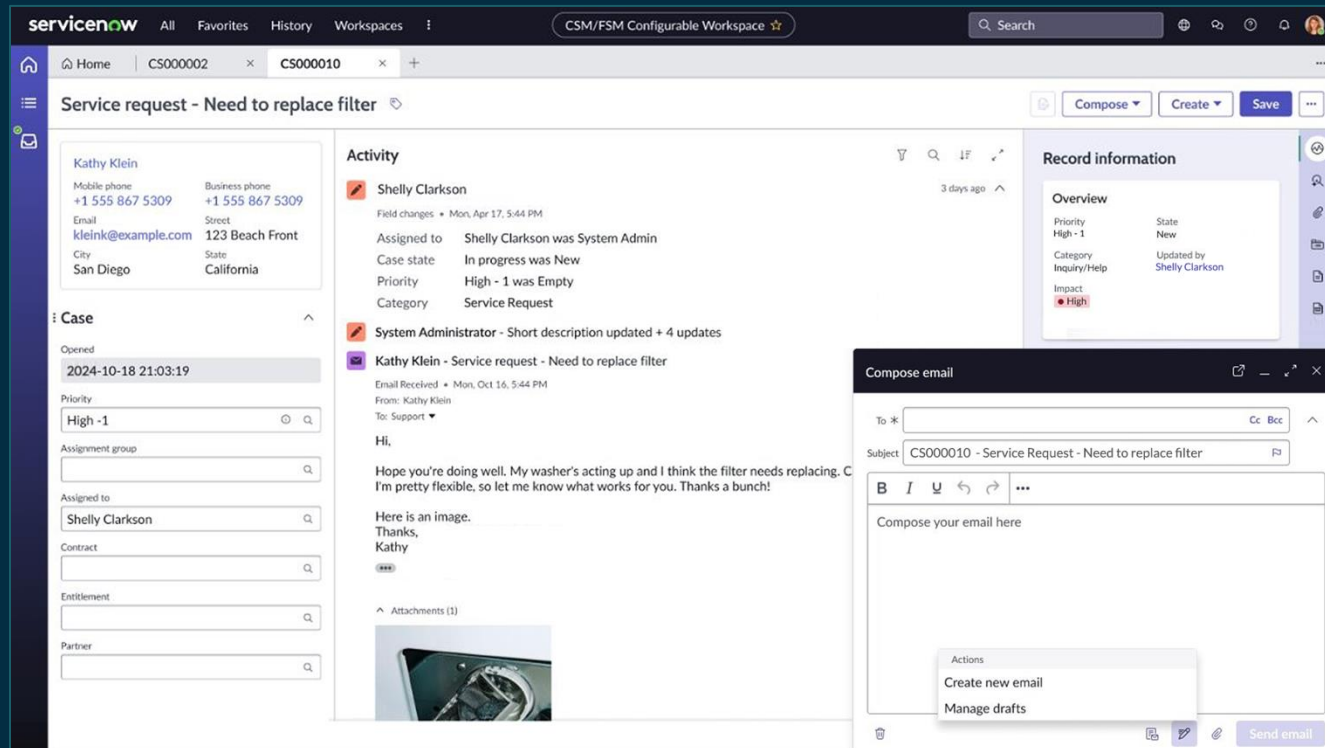 servicenow All Favorites History Workspaces CSM/FSM Configurable Workspace Search
Home CS000002 CS000010
Service request - Need to replace filter Compose Create Save
Kathy Klein
Mobile phone Business phone
+1 555 867 5309 +1 555 867 5309
Email Street
kleink@example.com 123 Beach Front
City State
San Diego California
Case
Opened
2024-10-18 21:03:19
Priority
High -1
Assignment group
Assigned to
Shelly Clarkson
Contract
Entitlement
Partner
Activity
Shelly Clarkson 3 days ago
Field changes • Mon, Apr 17, 5:44 PM
Assigned to Shelly Clarkson was System Admin
Case state In progress was New
Priority High - 1 was Empty
Category Service Request
System Administrator - Short description updated + 4 updates
Kathy Klein - Service request - Need to replace filter
Email Received • Mon, Oct 16, 5:44 PM
From: Kathy Klein
To: Support
Hi,
Hope you're doing well. My washer's acting up and I think the filter needs replacing. C
I'm pretty flexible, so let me know what works for you. Thanks a bunch!
Here is an image.
Thanks,
Kathy
Attachments (1)
Record information
Overview
Priority State
High - 1 New
Category Updated by
Inquiry/Help Shelly Clarkson
Impact
High
Compose email
To * Cc Bcc
Subject CS000010 - Service Request - Need to replace filter
B I U
Compose your email here
Actions
Create new email
Manage drafts
Send email